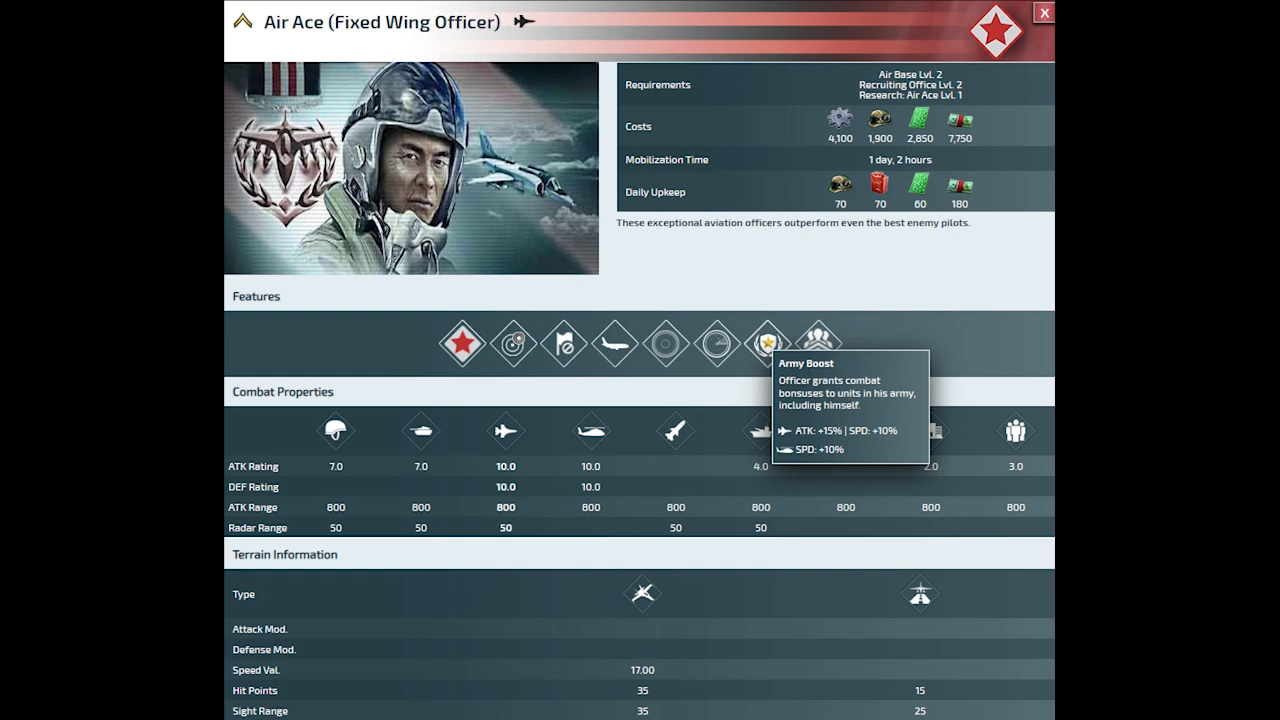 Air Ace (Fixed Wing Officer)
X
Requirements
Air Base Lvl. 2
Recruiting Office Lvl. 2
Research: Air Ace Lvl. 1
Costs
4,100 1,900 2,850 7,750
Mobilization Time 1 day, 2 hours
Daily Upkeep
70 70 60 180
These exceptional aviation officers outperform even the best enemy pilots.
Features
Army Boost
Officer grants combat
bonsuses to units in his army,
including himself.
ATK: +15% | SPD: +10%
SPD: +10%
Combat Properties
ATK Rating 7.0 7.0 10.0 10.0 4.0 2.0 3.0
DEF Rating 10.0 10.0
ATK Range 800 800 800 800 800 800 800 800 800
Radar Range 50 50 50 50 50
Terrain Information
Type
Attack Mod.
Defense Mod.
Speed Val. 17.00
Hit Points 35 15
Sight Range 35 25